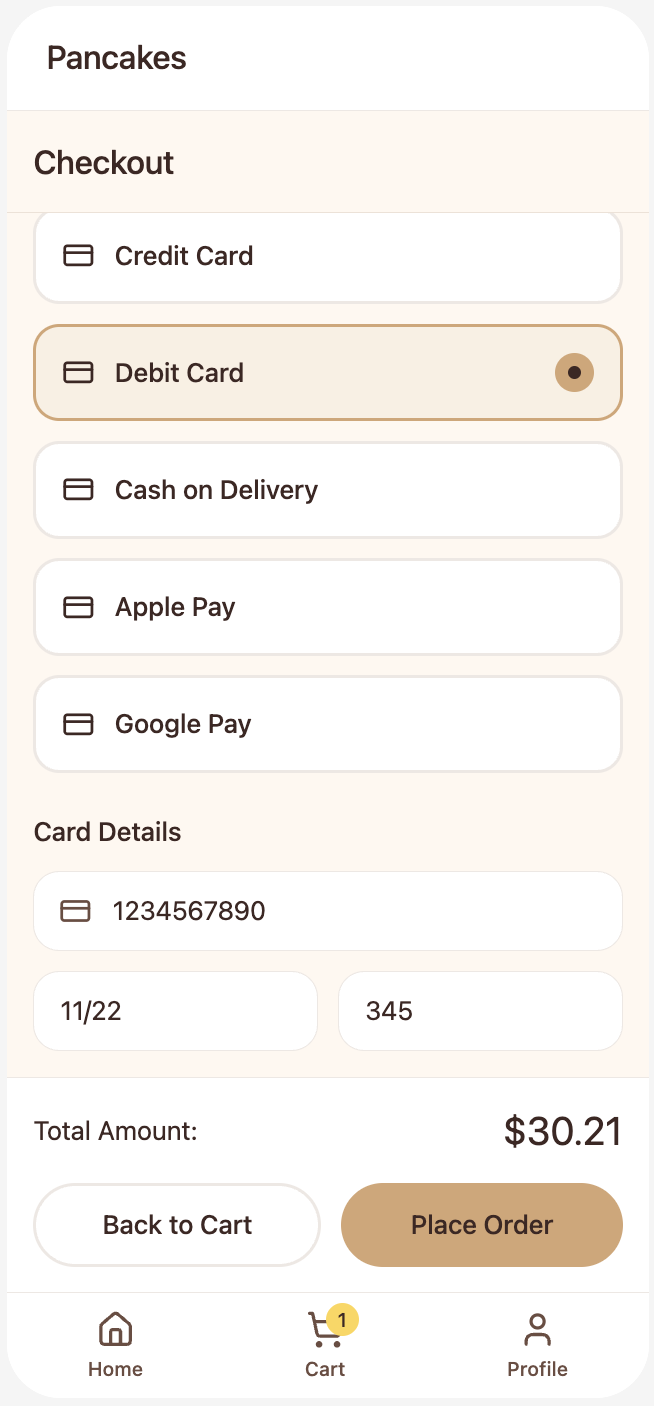 Pancakes
Checkout
Credit Card
Debit Card
Cash on Delivery
Apple Pay
Google Pay
Card Details
1234567890
11/22 345
Total Amount: $30.21
Back to Cart Place Order
1
Home Cart Profile